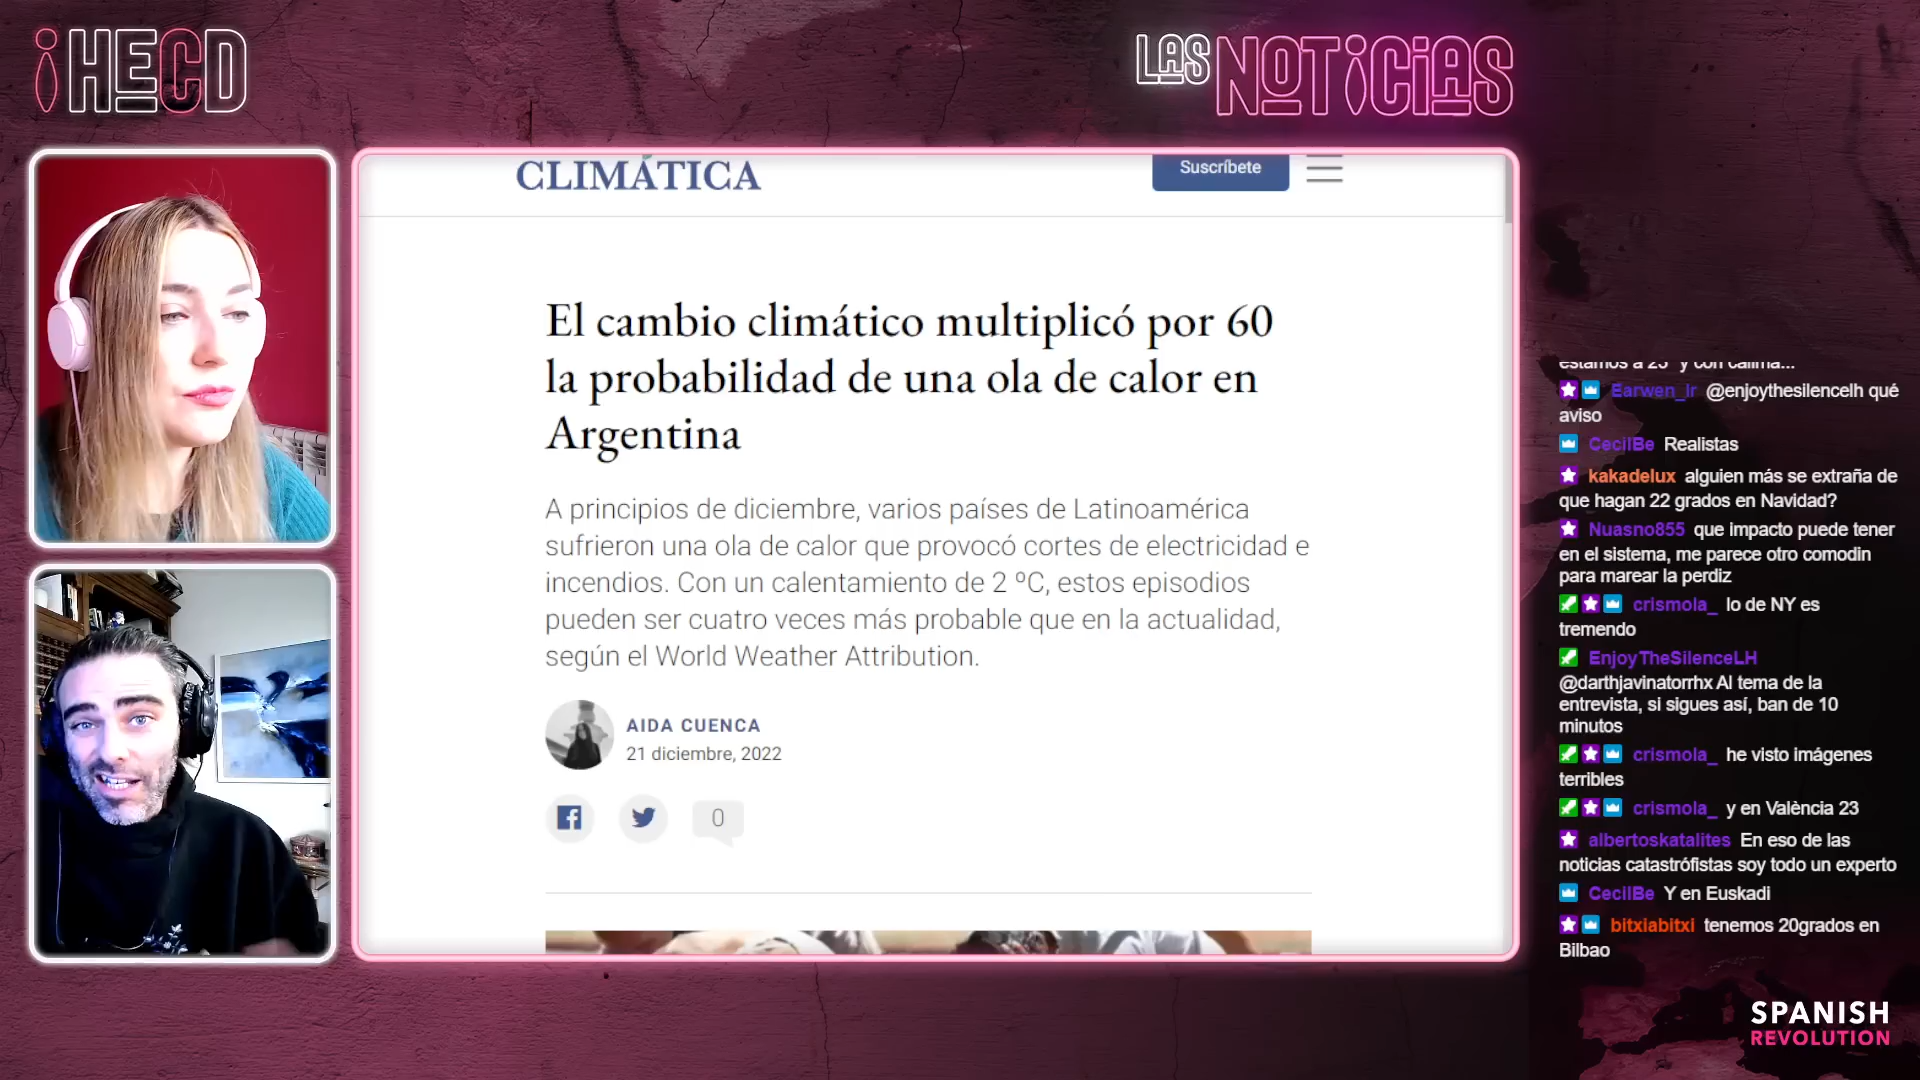 ¡HECD
LAS NOTICIAS
CLIMÁTICA
Suscríbete
El cambio climático multiplicó por 60
la probabilidad de una ola de calor en
Argentina
A principios de diciembre, varios países de Latinoamérica
sufrieron una ola de calor que provocó cortes de electricidad e
incendios. Con un calentamiento de 2 ºC, estos episodios
pueden ser cuatro veces más probable que en la actualidad,
según el World Weather Attribution.
AIDA CUENCA
21 diciembre, 2022
0
estamos a 25º y con calima...
Earwen_ir @enjoythesilencelh qué
aviso
CecilBe Realistas
kakadelux alguien más se extraña de
que hagan 22 grados en Navidad?
Nuasno855 que impacto puede tener
en el sistema, me parece otro comodin
para marear la perdiz
crismola_ lo de NY es
tremendo
EnjoyTheSilenceLH
@darthjavinatorrhx Al tema de la
entrevista, si sigues así, ban de 10
minutos
crismola_ he visto imágenes
terribles
crismola_ y en València 23
albertoskatalites En eso de las
noticias catastrófistas soy todo un experto
CecilBe Y en Euskadi
bitxiabitxi tenemos 20grados en
Bilbao
SPANISH
REVOLUTION